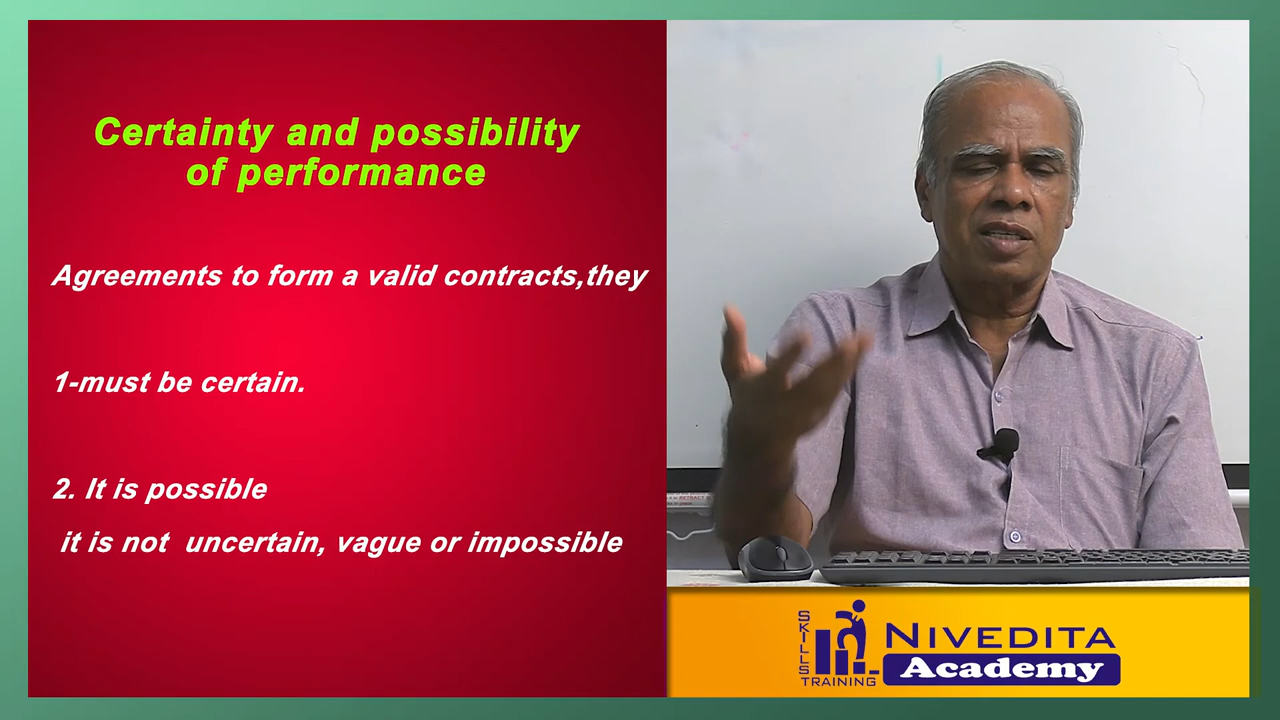 Certainty and possibility
of performance
Agreements to form a valid contracts,they
1-must be certain.
2. It is possible
it is not uncertain, vague or impossible
SKILLS
TRAINING
NIVEDITA
Academy